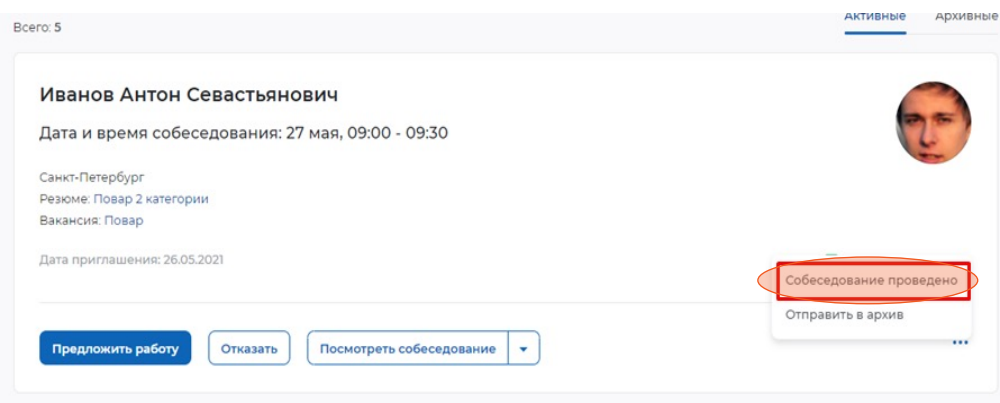 Всего: 5
Активные Архивные
Иванов Антон Севастьянович
Дата и время собеседования: 27 мая, 09:00 - 09:30
Санкт-Петербург
Резюме: Повар 2 категории
Вакансия: Повар
Дата приглашения: 26.05.2021
Собеседование проведено
Отправить в архив
Предложить работу Отказать Посмотреть собеседование